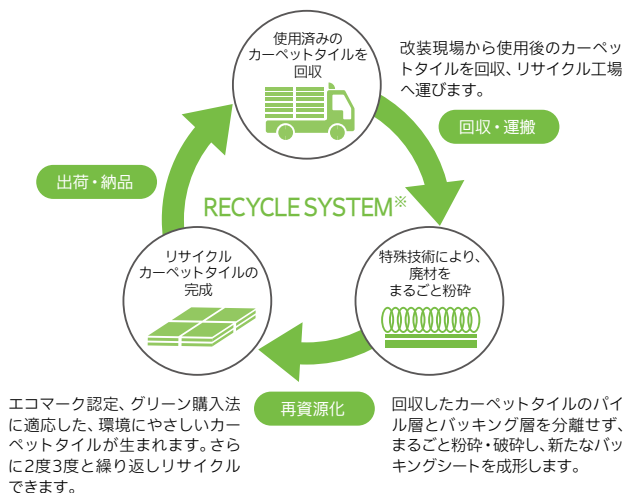 使用済みの
カーペットタイルを
回収
改装現場から使用後のカーペッ
トタイルを回収、リサイクル工場
へ運びます。
回収・運搬
出荷・納品
RECYCLE SYSTEM※
リサイクル
カーペットタイルの
完成
特殊技術により、
廃材を
まるごと粉砕
再資源化
エコマーク認定、グリーン購入法
に適応した、環境にやさしいカー
ペットタイルが生まれます。さら
に2度3度と繰り返しリサイクル
できます。
回収したカーペットタイルのパイ
ル層とバッキング層を分離せず、
まるごと粉砕・破砕し、新たなバッ
キングシートを成形します。